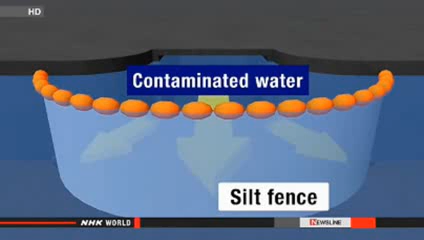 HD
Contaminated water
Silt fence
NHK WORLD
NEWSLINE